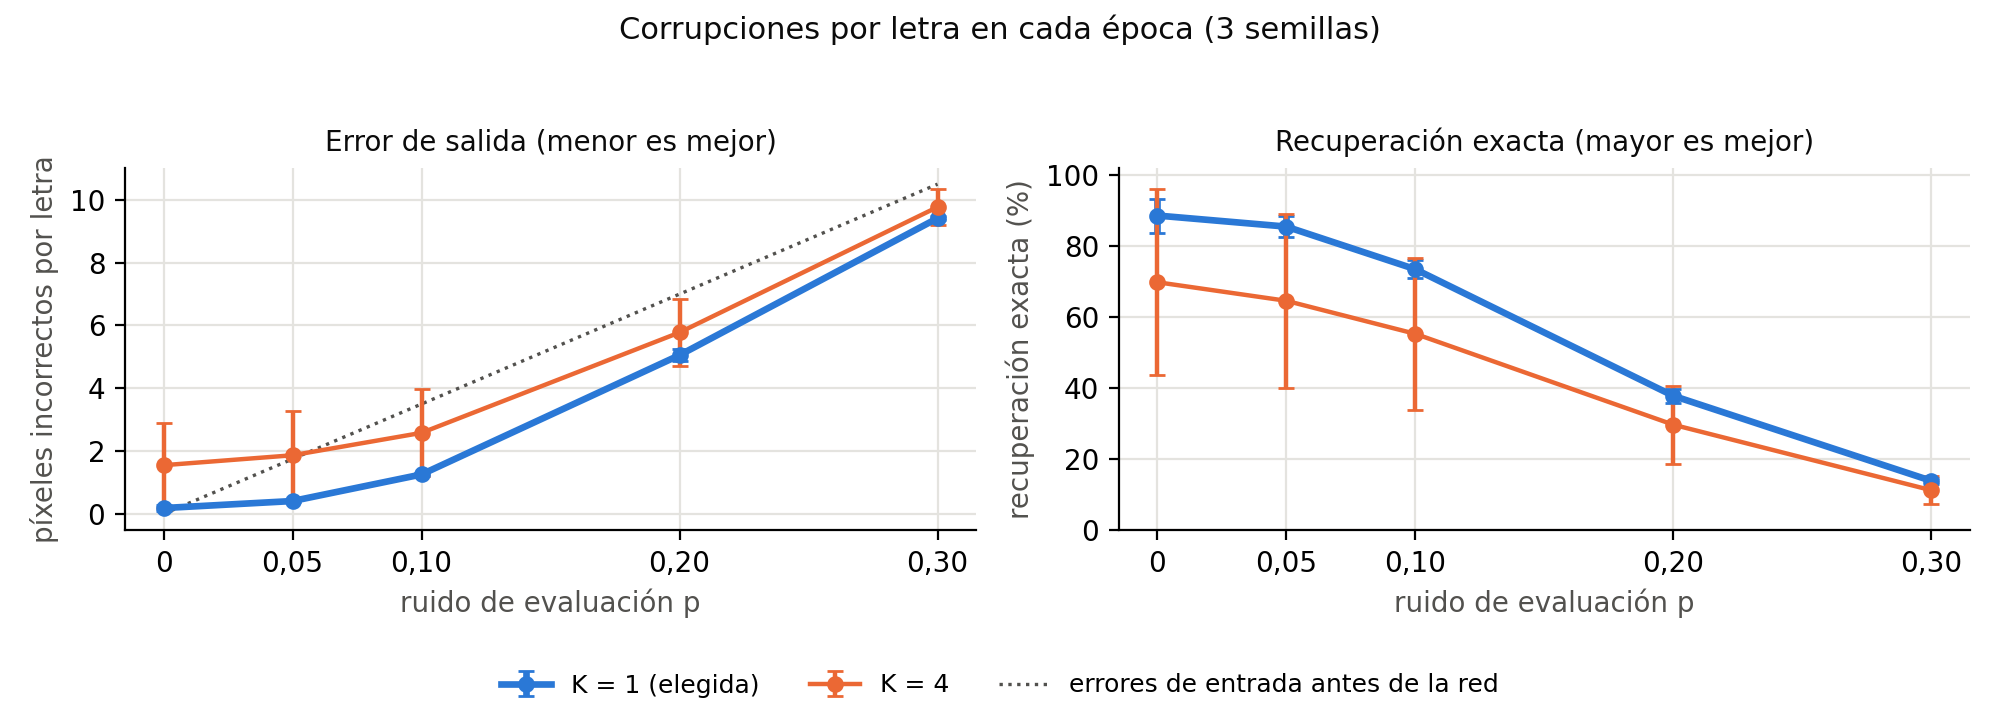 Corrupciones por letra en cada época (3 semillas)
Error de salida (menor es mejor)
píxeles incorrectos por letra
10
8
6
4
2
0
0 0,05 0,10 0,20 0,30
ruido de evaluación p
Recuperación exacta (mayor es mejor)
recuperación exacta (%)
100
80
60
40
20
0
0 0,05 0,10 0,20 0,30
ruido de evaluación p
K = 1 (elegida) K = 4 errores de entrada antes de la red